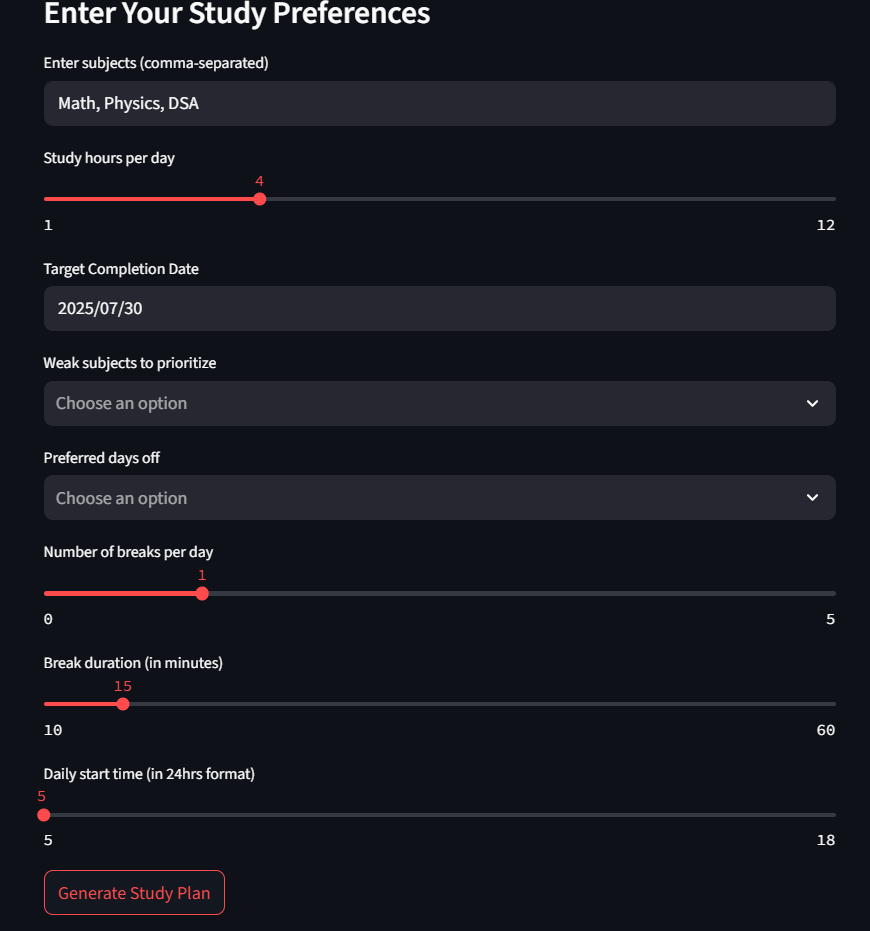 Enter Your Study Preferences
Enter subjects (comma-separated)
Math, Physics, DSA
Study hours per day
4
1 12
Target Completion Date
2025/07/30
Weak subjects to prioritize
Choose an option
Preferred days off
Choose an option
Number of breaks per day
1
0 5
Break duration (in minutes)
15
10 60
Daily start time (in 24hrs format)
5
5 18
Generate Study Plan